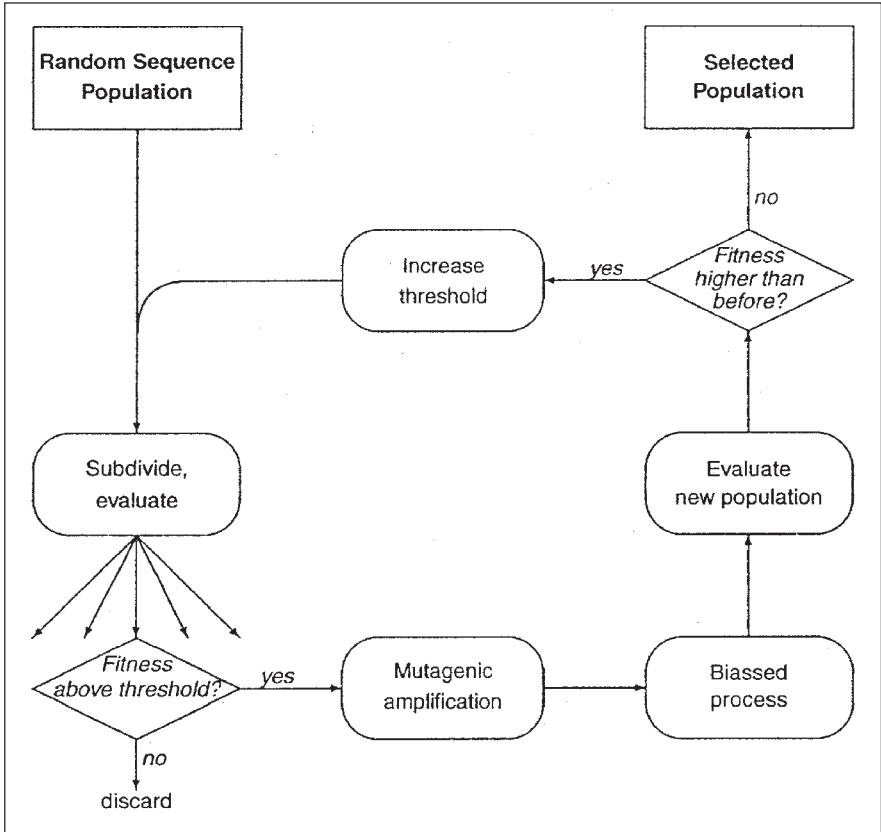 Random Sequence
Population
Selected
Population
no
Fitness
higher than
before?
yes
Increase
threshold
Subdivide,
evaluate
Evaluate
new population
Fitness
above threshold?
yes
Mutagenic
amplification
Biassed
process
no
discard